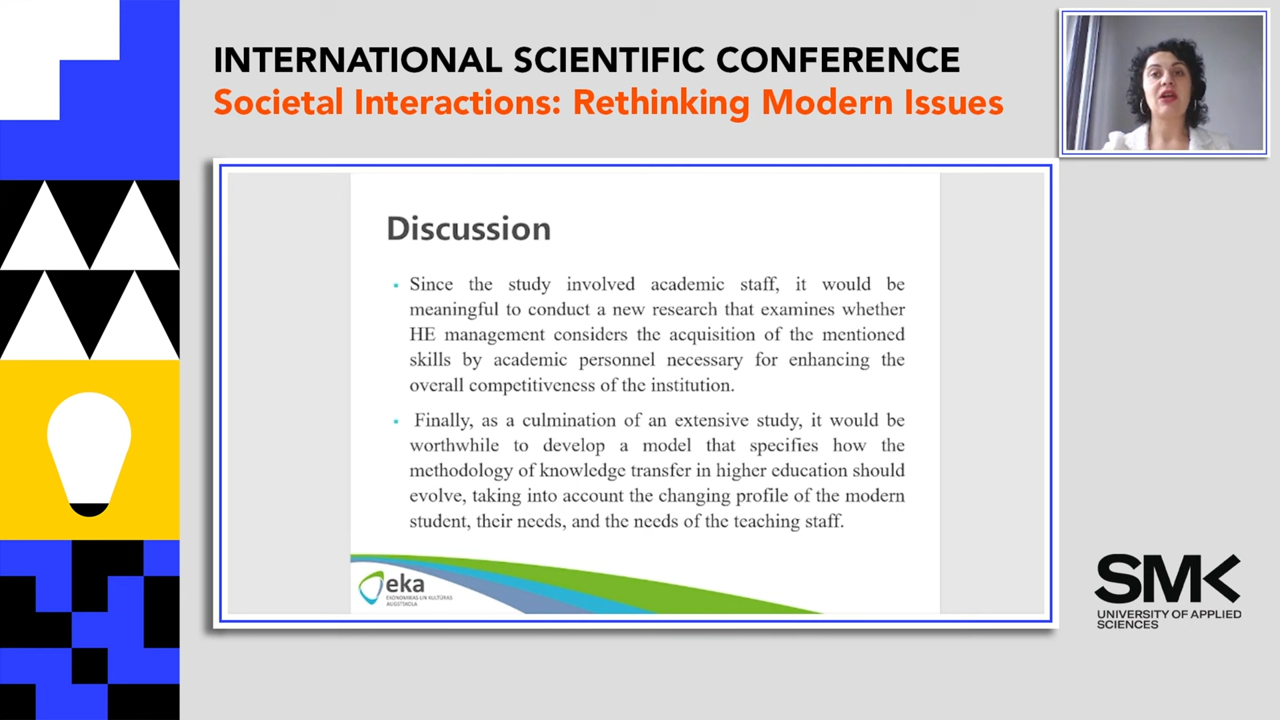 INTERNATIONAL SCIENTIFIC CONFERENCE
Societal Interactions: Rethinking Modern Issues
Discussion
Since the study involved academic staff, it would be
meaningful to conduct a new research that examines whether
HE management considers the acquisition of the mentioned
skills by academic personnel necessary for enhancing the
overall competitiveness of the institution.
Finally, as a culmination of an extensive study, it would be
worthwhile to develop a model that specifies how the
methodology of knowledge transfer in higher education should
evolve, taking into account the changing profile of the modern
student, their needs, and the needs of the teaching staff.
eka
EKONOMIKAS UN KULTŪRAS
AUGSTSKOLA
SMK
UNIVERSITY OF APPLIED
SCIENCES